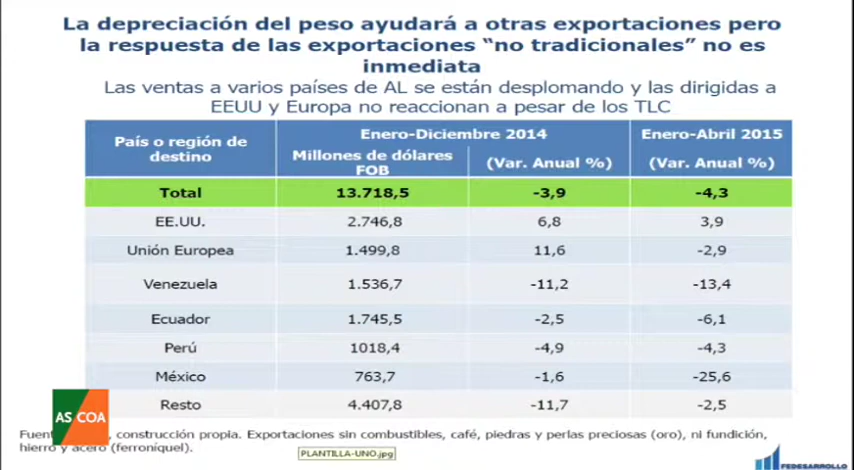 La depreciación del peso ayudará a otras exportaciones pero
la respuesta de las exportaciones “no tradicionales” no es
inmediata
Las ventas a varios países de AL se están desplomando y las dirigidas a
EEUU y Europa no reaccionan a pesar de los TLC
País o región de destino Enero-Diciembre 2014 Enero-Abril 2015
Millones de dólares FOB (Var. Anual %) (Var. Anual %)
Total 13.718,5 -3,9 -4,3
EE.UU. 2.746,8 6,8 3,9
Unión Europea 1.499,8 11,6 -2,9
Venezuela 1.536,7 -11,2 -13,4
Ecuador 1.745,5 -2,5 -6,1
Perú 1018,4 -4,9 -4,3
México 763,7 -1,6 -25,6
Resto 4.407,8 -11,7 -2,5
AS COA
construcción propia. Exportaciones sin combustibles, café, piedras y perlas preciosas (oro), ni fundición,
hierro y acero (ferroníquel).
PLANTILLA-UNO.jpg
FEDESARROLLO